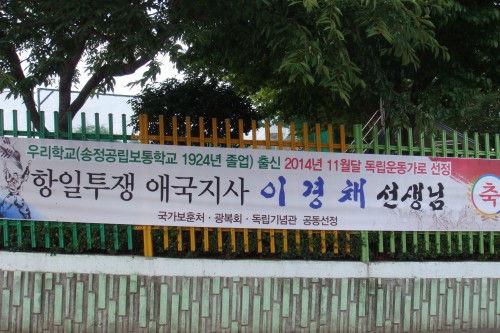 우리학교(송정공립보통학교 1924년 졸업) 출신 2014년 11월달 독립운동가로 선정
항일투쟁 애국지사 이경채 선생님
축
국가보훈처·광복회·독립기념관 공동선정